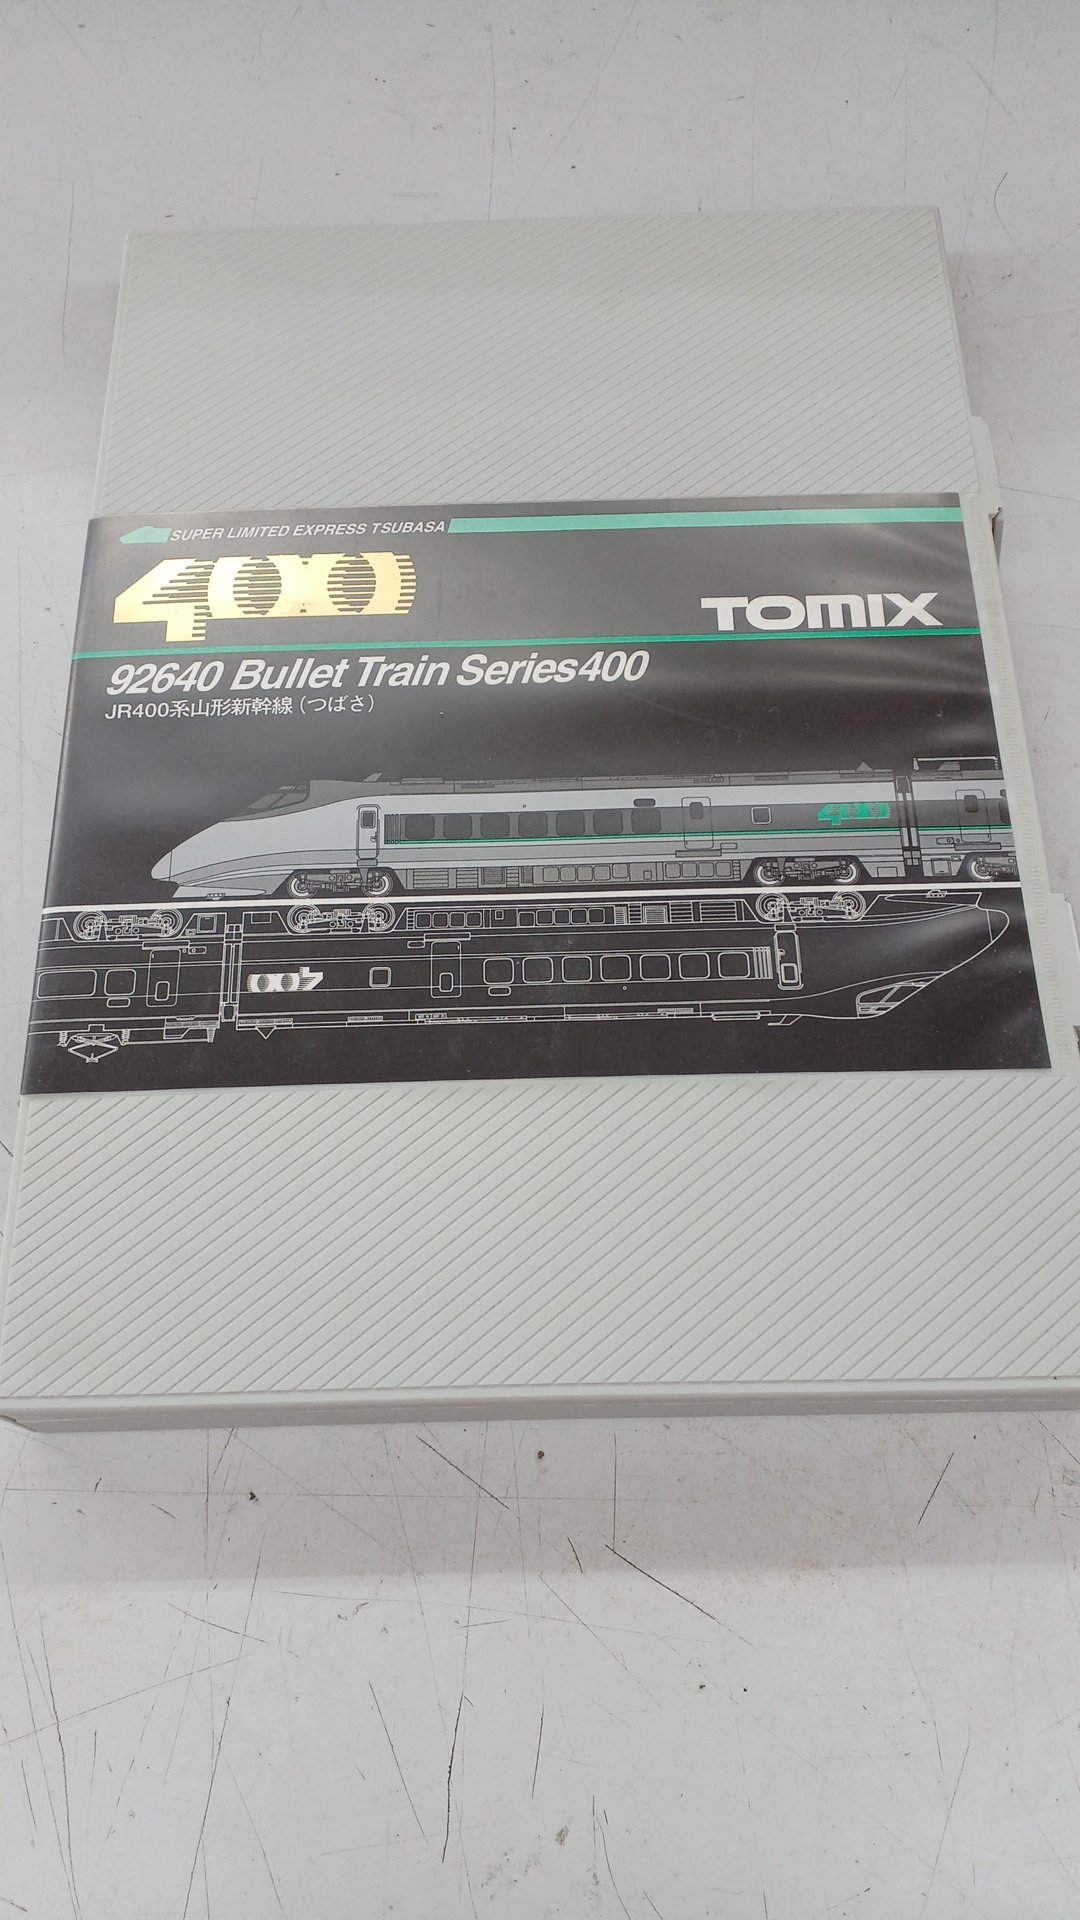 SUPER LIMITED EXPRESS TSUBASA
400
TOMIX
92640 Bullet Train Series400
JR400系山形新幹線(つばさ)
400
400